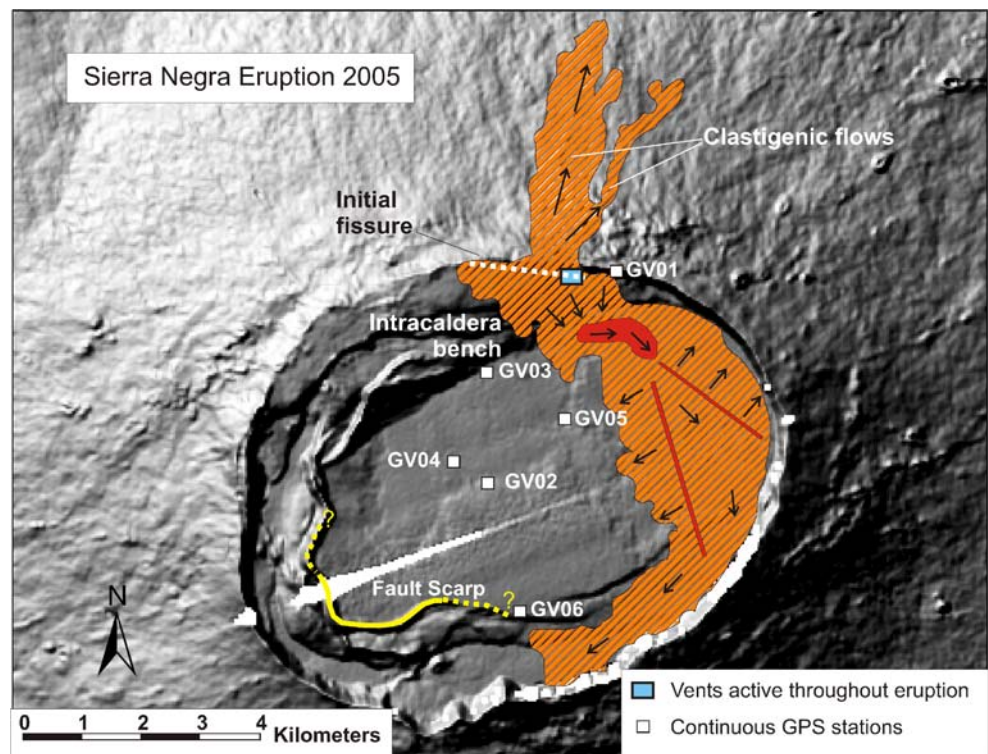 Sierra Negra Eruption 2005
Clastigenic flows
Initial
fissure
GV01
Intracaldera
bench
GV03
GV05
GV04
GV02
?
Fault Scarp
?
GV06
N
0 1 2 3 4
Kilometers
Vents active throughout eruption
Continuous GPS stations